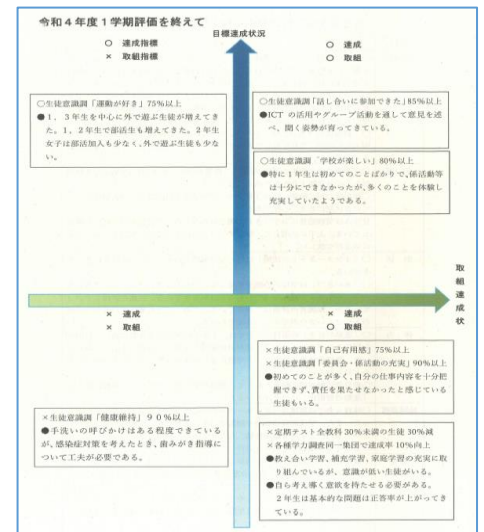 令和4年度1学期評価を終えて
目標達成状況
○ 達成指標
× 取組指標
○ 達成
○ 取組
○生徒意識調「運動が好き」75%以上
●1,3年生を中心に外で遊ぶ生徒が増えてき
た。1,2年生で部活生も増えてきた。2年生
女子は部活加入も少なく、外で遊ぶ生徒も少な
い。
○生徒意識調「話し合いに参加できた」85%以上
●ICTの活用やグループ活動を通して意見を述
べ、聞く姿勢が育ってきている。
○生徒意識調「学校が楽しい」80%以上
●特に1年生は初めてのことばかりで、係活動等
は十分にできなかったが、多くのことを体験し
充実していたようである。
取組達成状
× 達成
× 取組
× 達成
○ 取組
×生徒意識調「健康維持」90%以上
●手洗いの呼びかけはある程度できている
が、感染症対策を考えたとき、歯みがき指導に
ついて工夫が必要である。
×生徒意識調「自己有用感」75%以上
×生徒意識調「委員会・係活動の充実」90%以上
●初めてのことが多く、自分の仕事内容を十分把
握できず、責任を果たせなかったと感じている
生徒もいる。
×定期テスト全教科30%未満の生徒30%減
×各種学力調査同一集団で達成率10%向上
●教え合い学習、補充学習、家庭学習の充実に取
り組んでいるが、意識が低い生徒がいる。
●自ら考え導く意欲を持たせる必要がある。
2年生は基本的な問題は正答率が上がってき
ている。